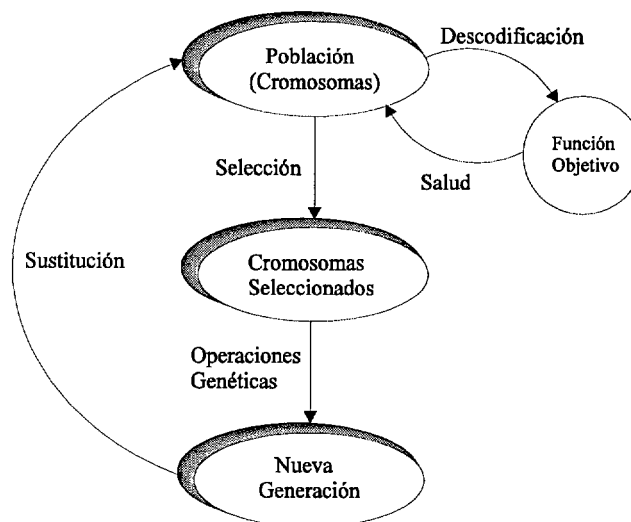 Población
(Cromosomas)
Descodificación
Función
Objetivo
Salud
Selección
Cromosomas
Seleccionados
Sustitución
Operaciones
Genéticas
Nueva
Generación